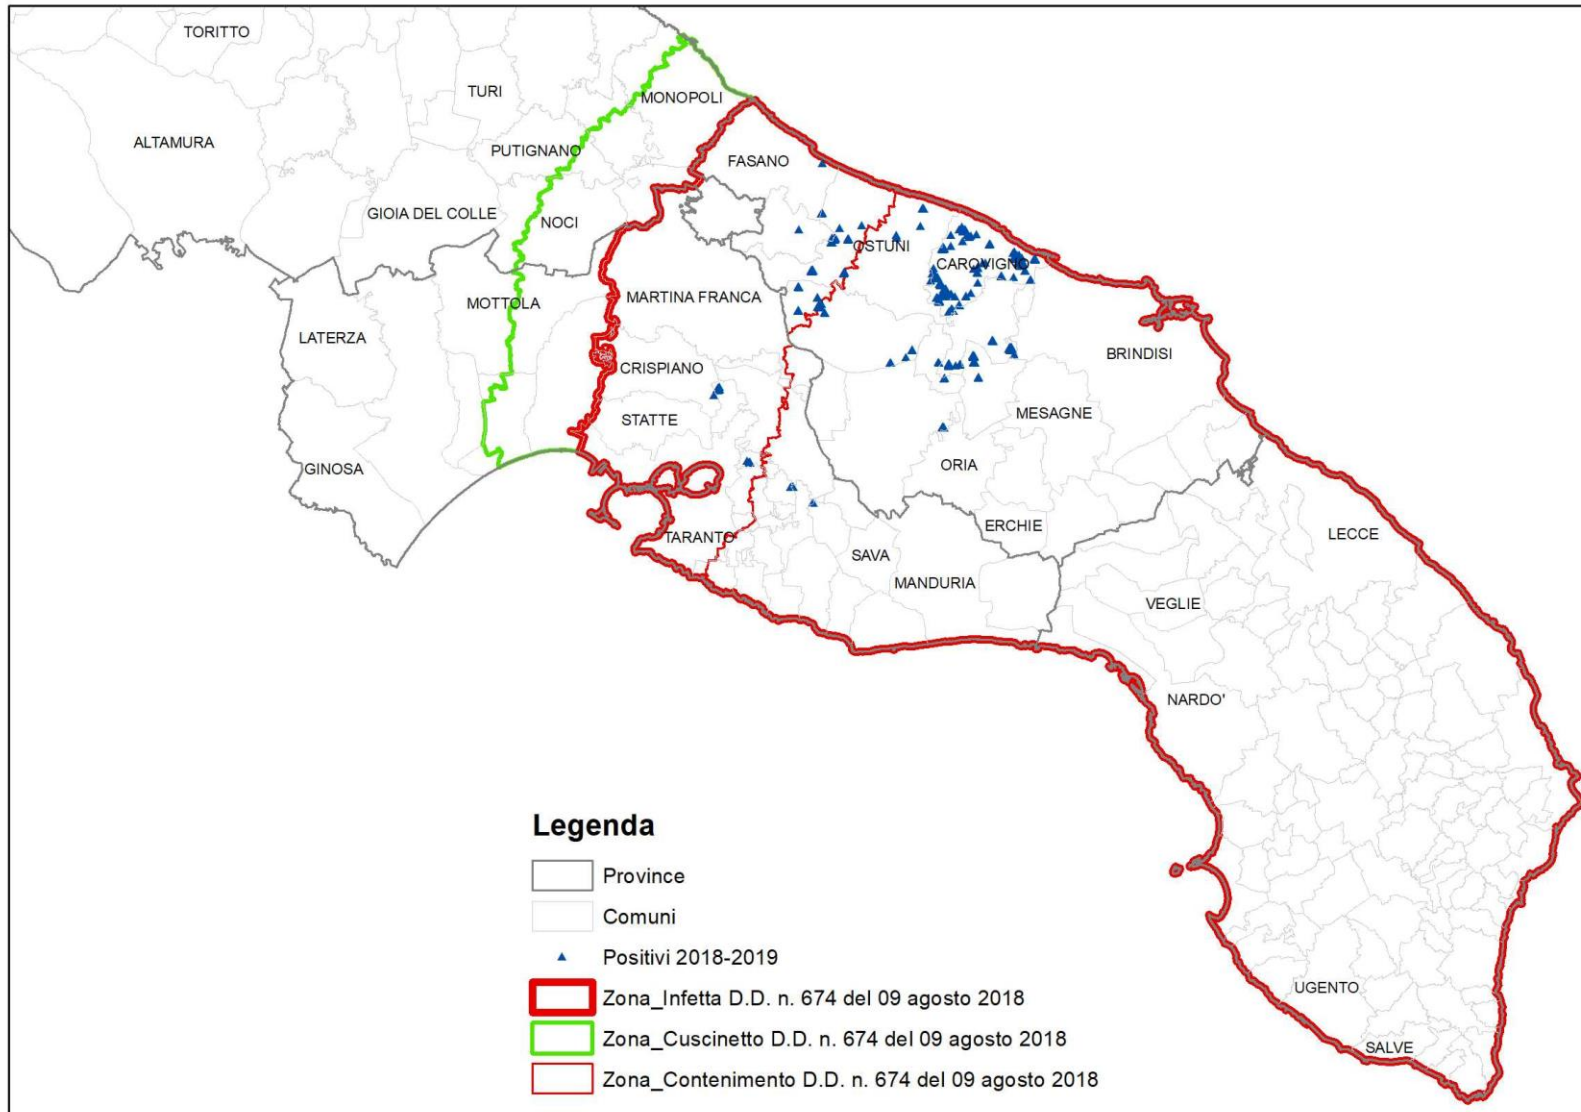 TORITTO
TURI
MONOPOLI
ALTAMURA
PUTIGNANO
FASANO
GIOIA DEL COLLE
NOCI
OSTUNI
CAROVIGNO
MARTINA FRANCA
MOTTOLA
LATERZA
BRINDISI
CRISPIANO
MESAGNE
STATTE
GINOSA
ORIA
ERCHIE
LECCE
TARANTO
SAVA
MANDURIA
VEGLIE
NARDO'
UGENTO
SALVE
Legenda
Province
Comuni
Positivi 2018-2019
Zona_Infetta D.D. n. 674 del 09 agosto 2018
Zona_Cuscinetto D.D. n. 674 del 09 agosto 2018
Zona_Contenimento D.D. n. 674 del 09 agosto 2018